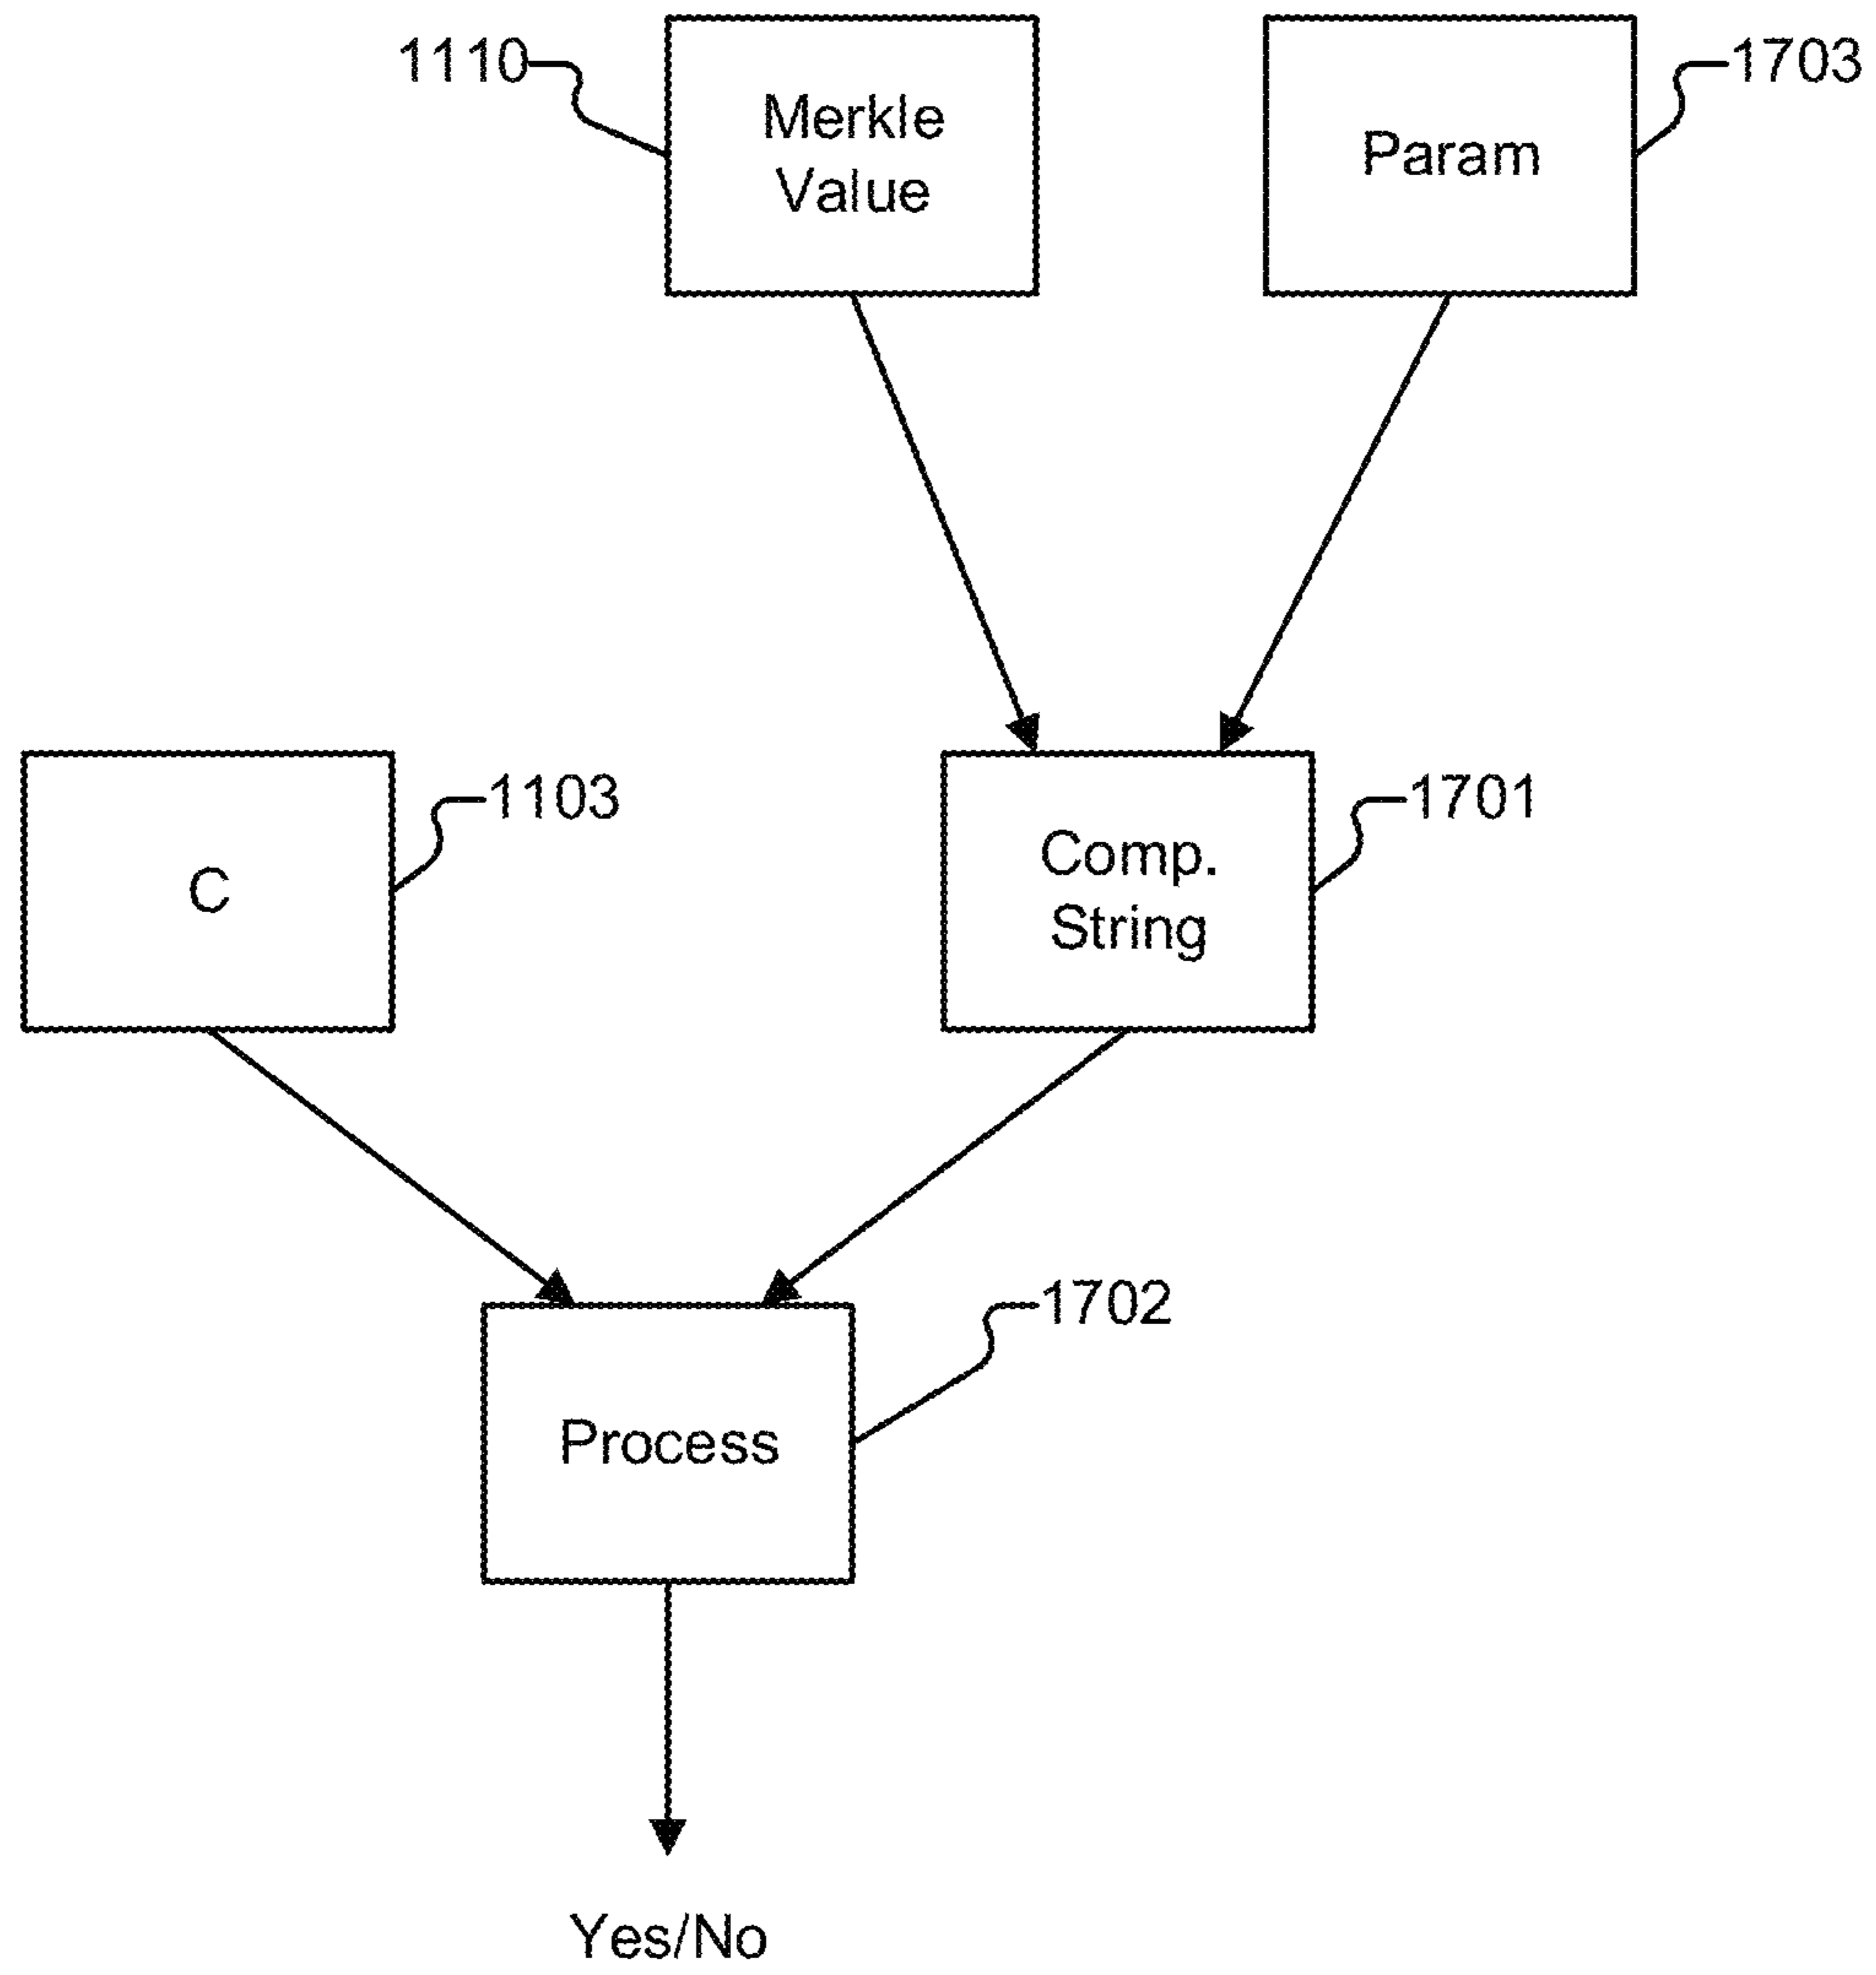 1110
Merkle
Value
Param
1703
C
1103
Comp.
String
1701
Process
1702
Yes/No